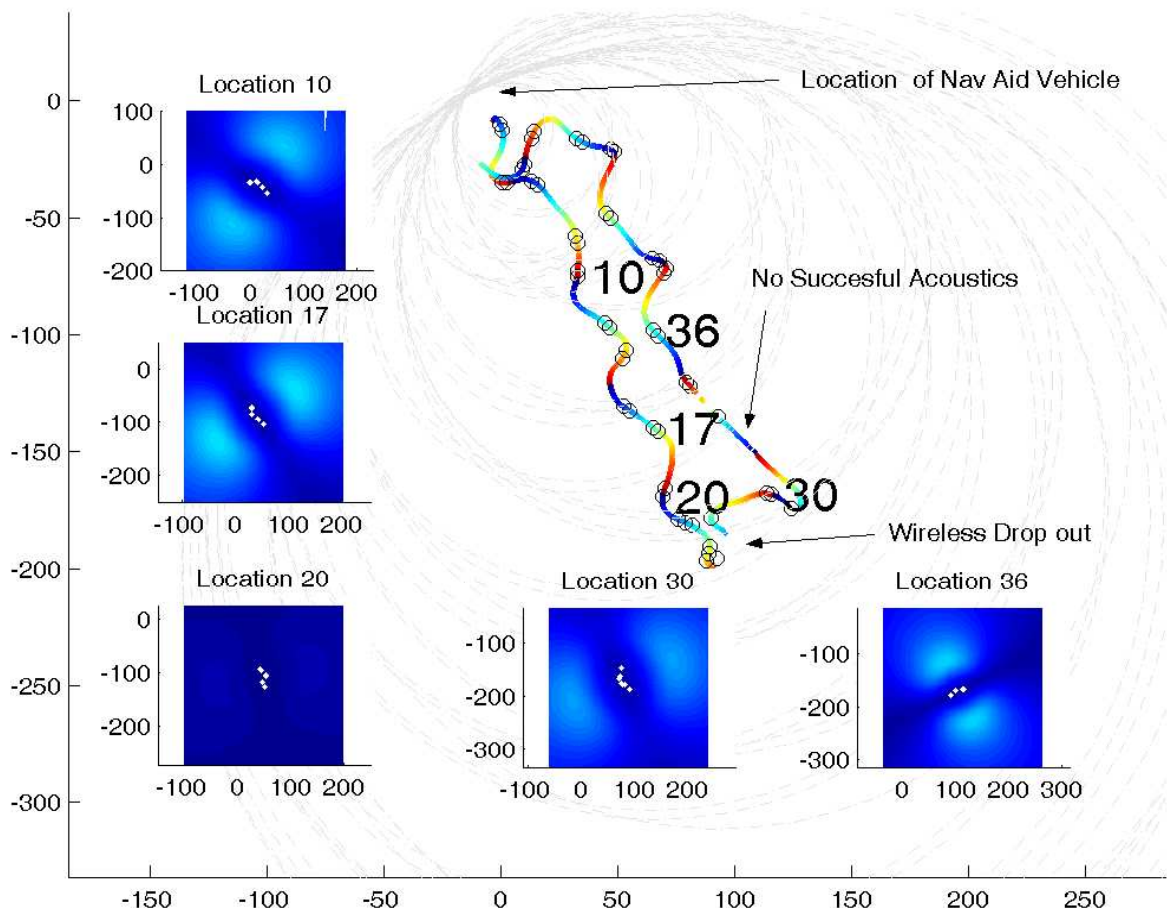 Location of Nav Aid Vehicle
Location 10
0
100
0
-50
-100
-200
-100 0 100 200
10
No Succesful Acoustics
Location 17
36
-100
0
-100
-200
-100 0 100 200
17
-150
20
30
Wireless Drop out
-200
Location 20
Location 30
Location 36
0
-100
-200
-100 0 100 200
-250
-100
-200
-300
-100 0 100 200
-100
-200
-300
0 100 200 300
-300
-150 -100 -50 0 50 100 150 200 250